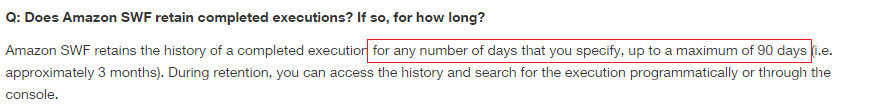 Q: Does Amazon SWF retain completed executions? If so, for how long?
Amazon SWF retains the history of a completed execution for any number of days that you specify, up to a maximum of 90 days (i.e.
approximately 3 months). During retention, you can access the history and search for the execution programmatically or through the
console.